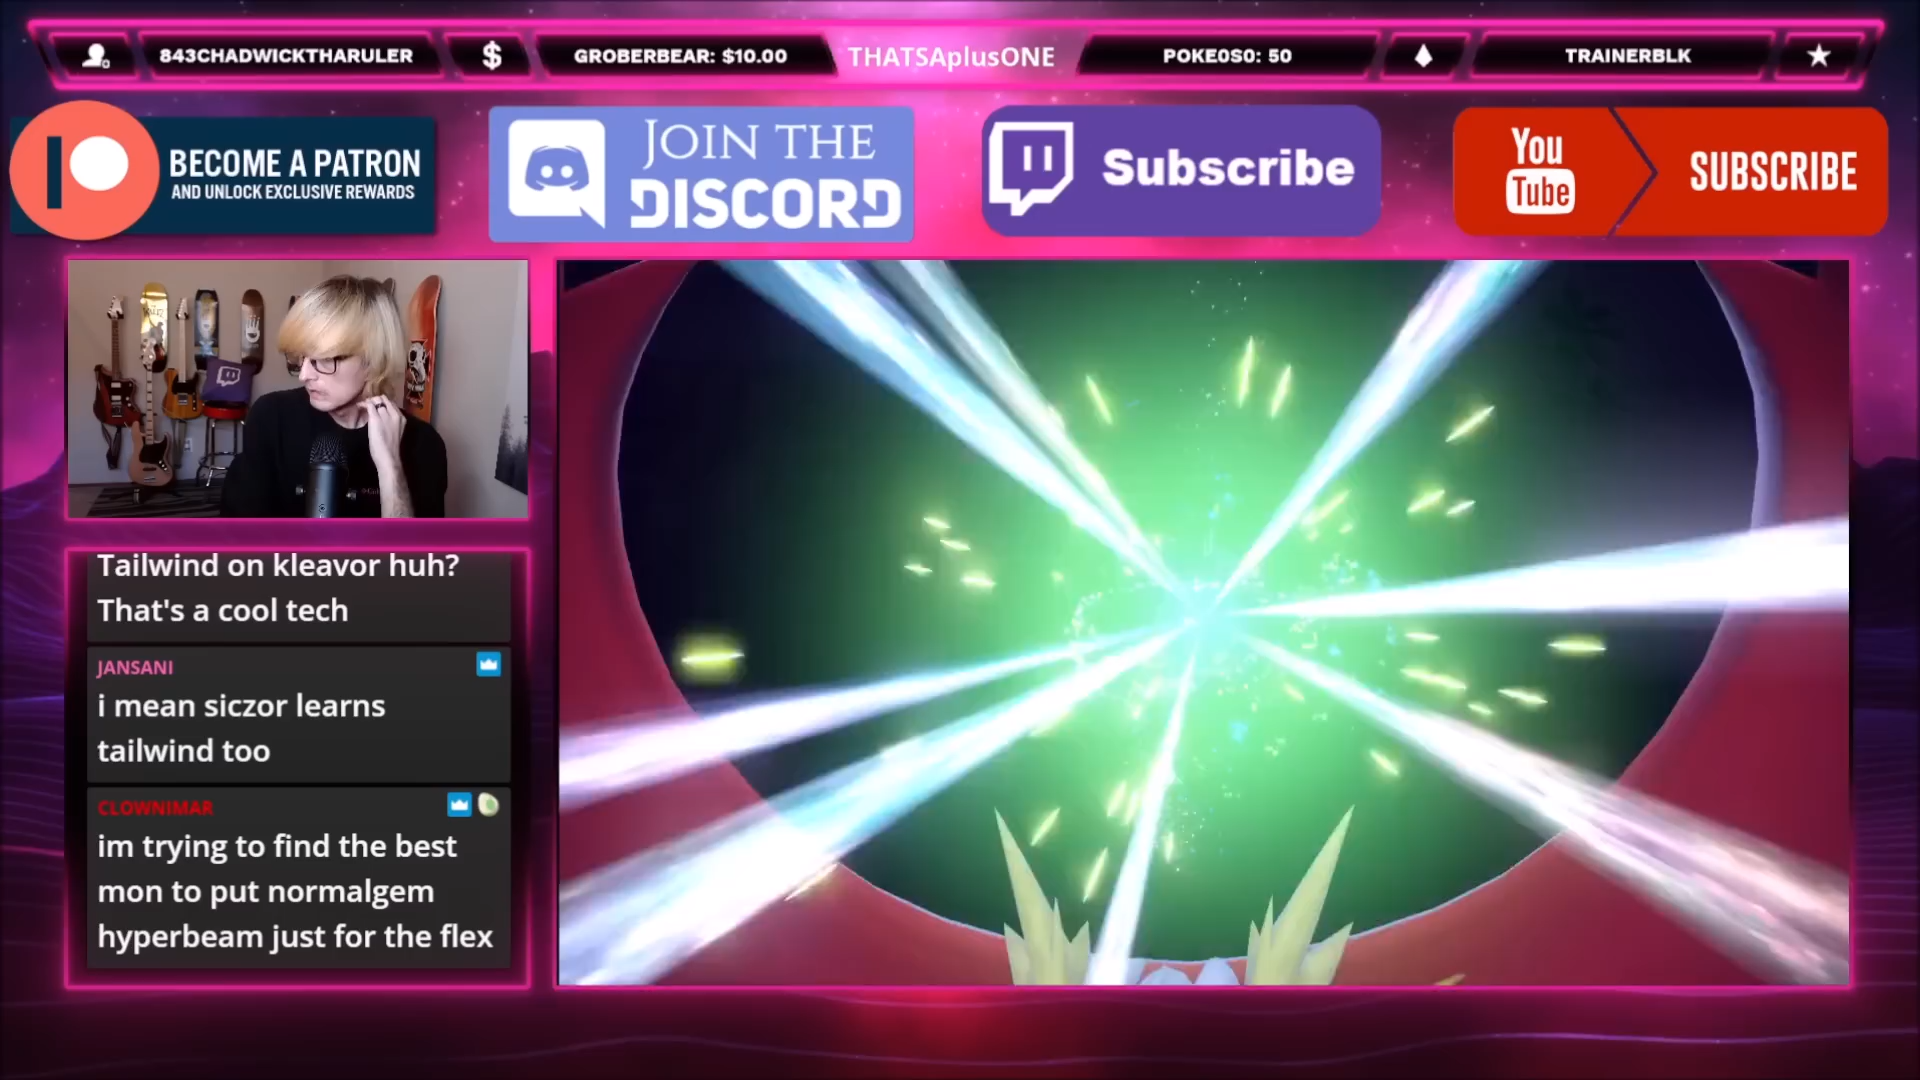 843CHADWICKTHARULER
$
GROBERBEAR: $10.00
THATSAplusONE
POKE0S0: 50
TRAINERBLK
BECOME A PATRON
AND UNLOCK EXCLUSIVE REWARDS
JOIN THE
DISCORD
Subscribe
You
Tube
SUBSCRIBE
Tailwind on kleavor huh?
That's a cool tech
JANSANI
i mean siczor learns
tailwind too
CLOWNIMAR
im trying to find the best
mon to put normalgem
hyperbeam just for the flex